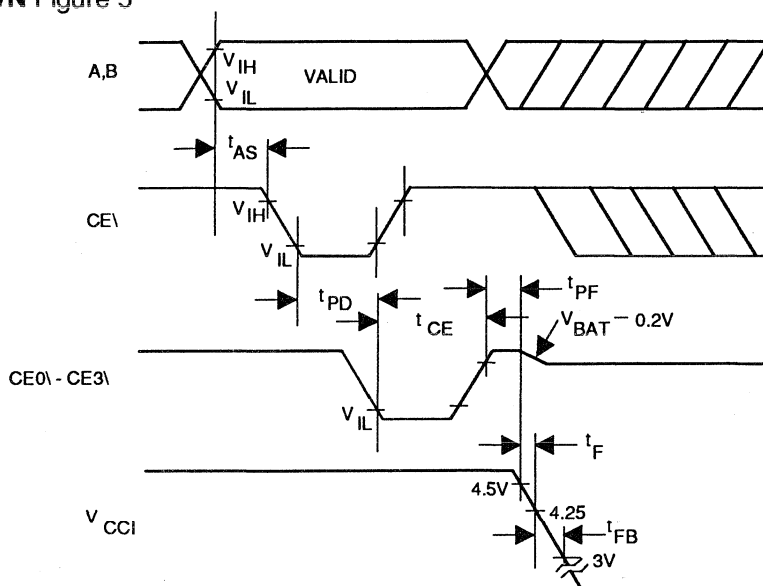 VN Figure 5
A,B
V IH
V IL
VALID
t AS
CE\
V IH
V IL
t PD
t CE
t PF
V BAT - 0.2V
CE0\ - CE3\
V IL
t F
4.5V
4.25
V CCI
t FB
3V